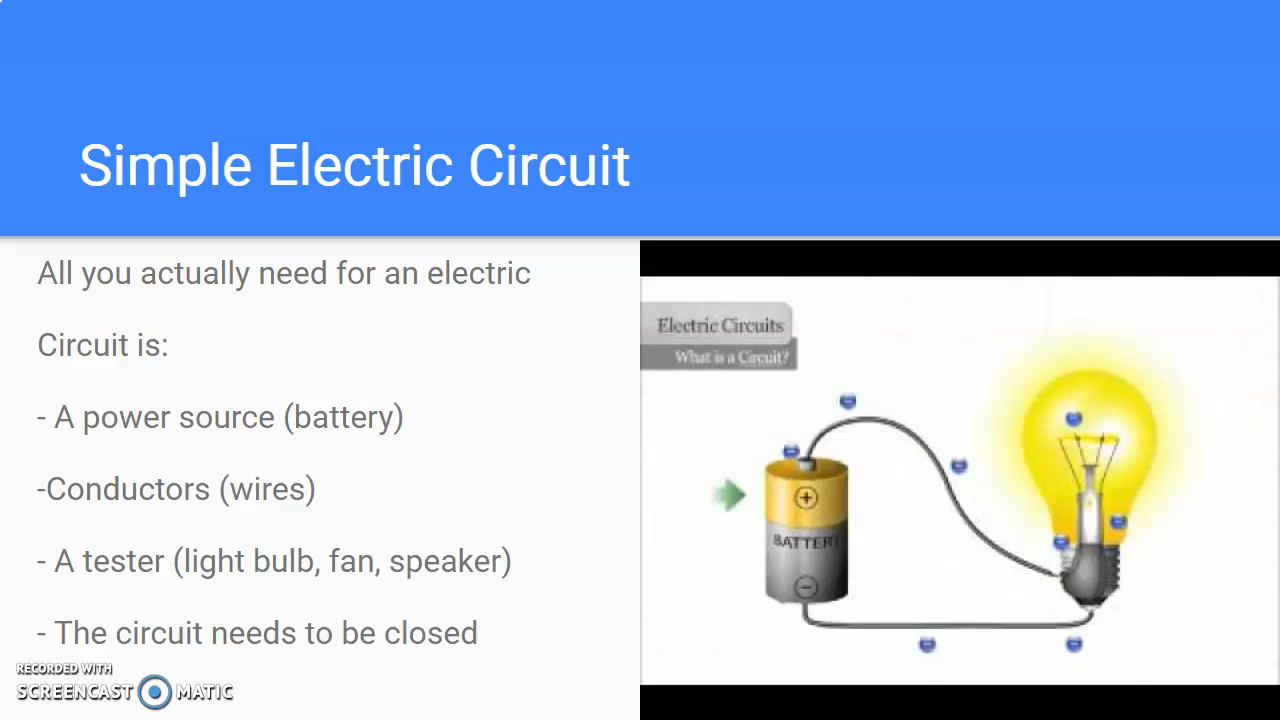 Simple Electric Circuit
All you actually need for an electric
Circuit is:
- A power source (battery)
-Conductors (wires)
- A tester (light bulb, fan, speaker)
- The circuit needs to be closed
RECORDED WITH
SCREENCAST MATIC
Electric Circuits
What is a Circuit?
+
BATTERY
−